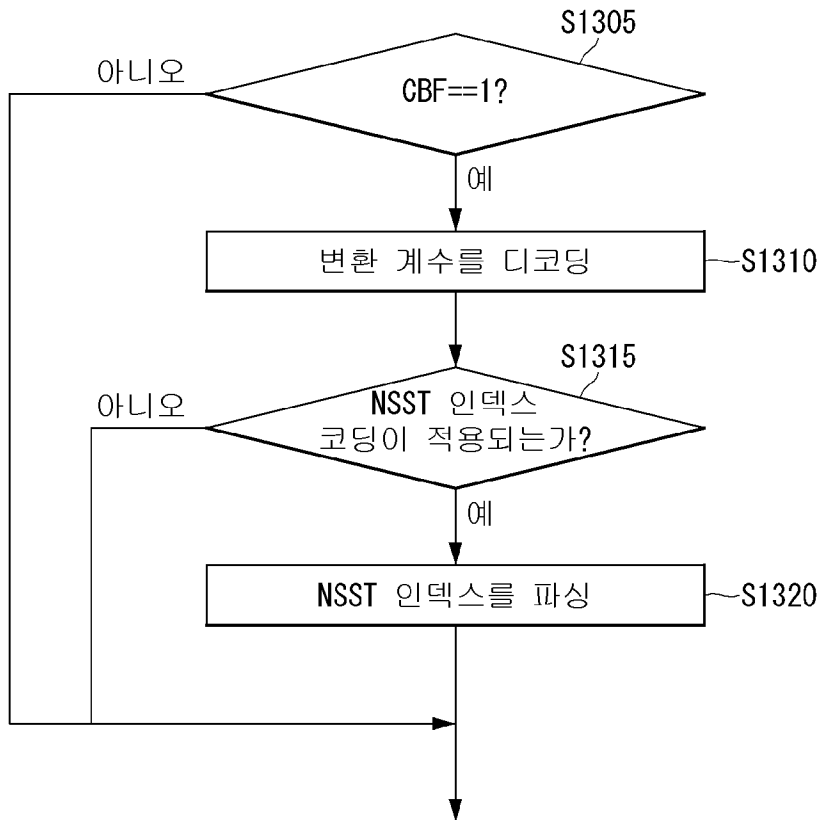 S1305
아니오
CBF==1?
예
변환 계수를 디코딩
S1310
S1315
아니오
NSST 인덱스
코딩이 적용되는가?
예
NSST 인덱스를 파싱
S1320